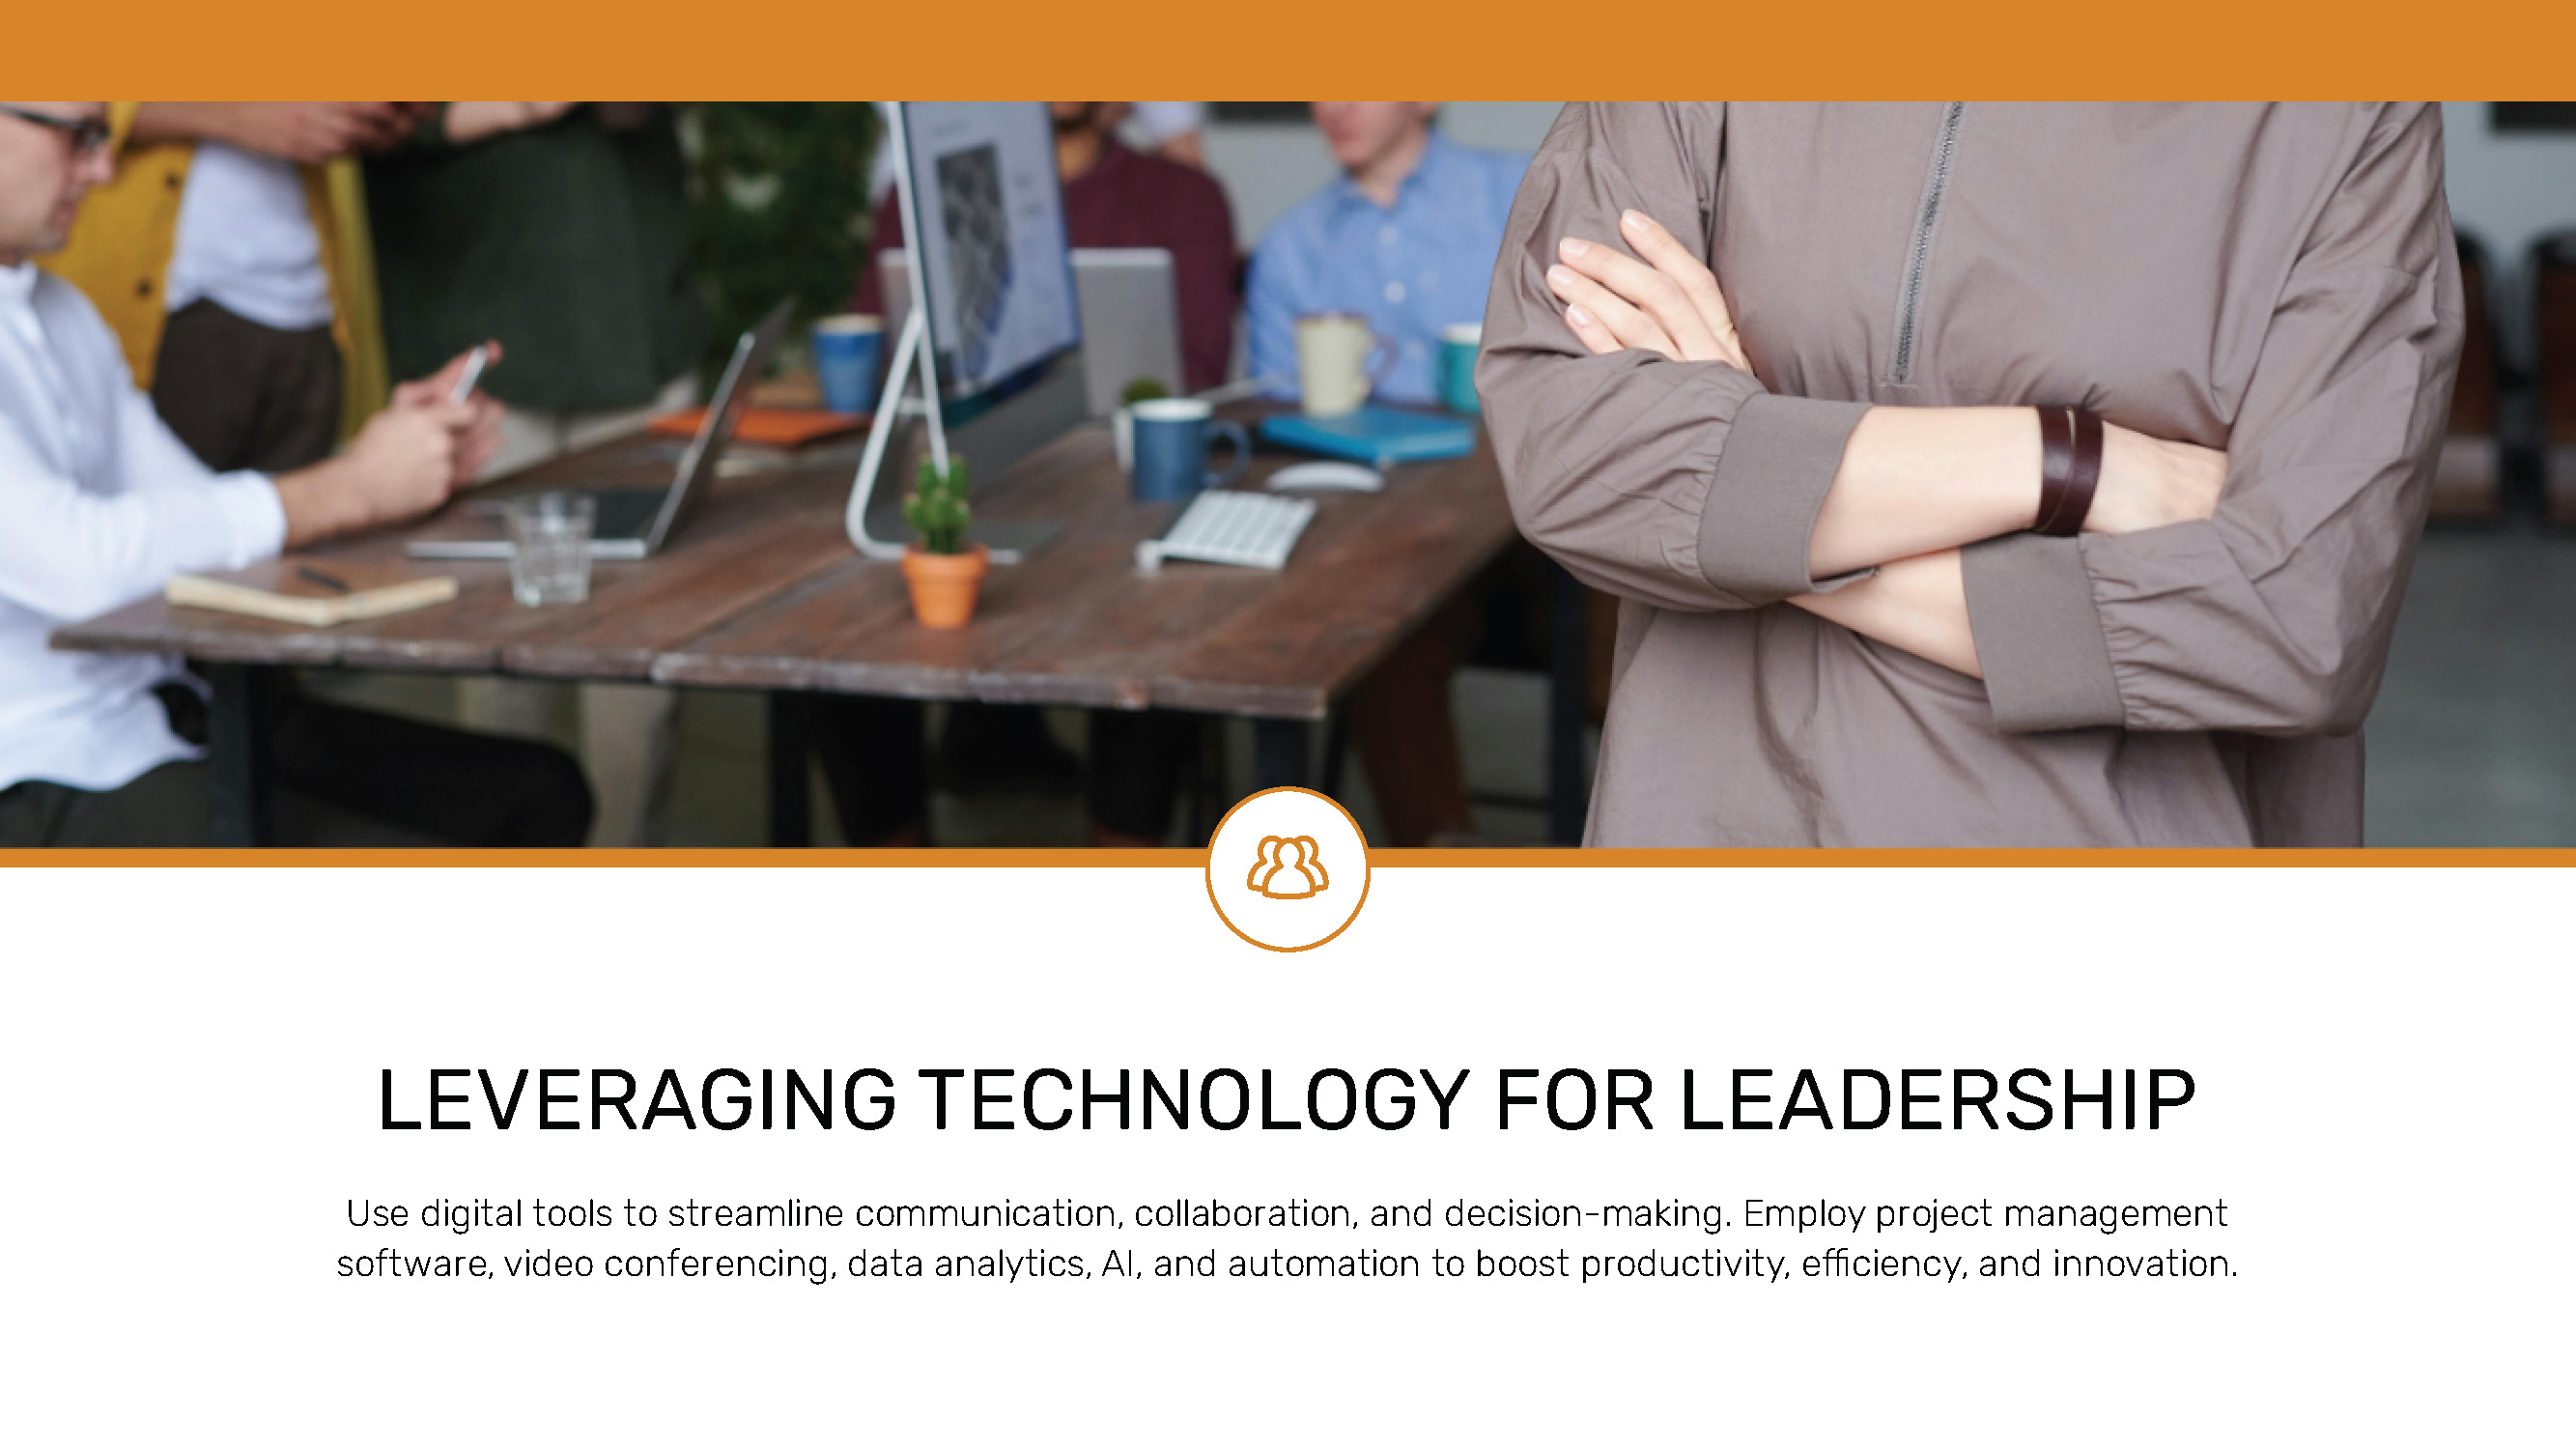 LEVERAGING TECHNOLOGY FOR LEADERSHIP
Use digital tools to streamline communication, collaboration, and decision-making. Employ project management
software, video conferencing, data analytics, AI, and automation to boost productivity, efficiency, and innovation.